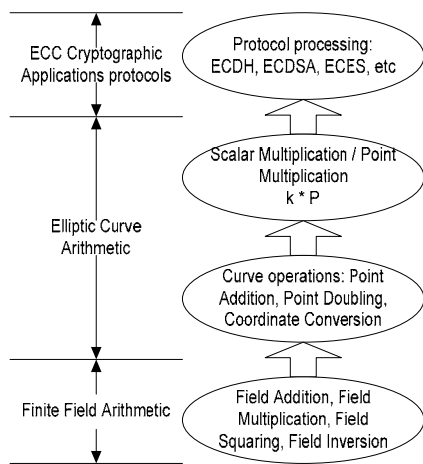 ECC Cryptographic
Applications protocols
Protocol processing:
ECDH, ECDSA, ECES, etc
Elliptic Curve
Arithmetic
Scalar Multiplication / Point
Multiplication
k * P
Curve operations: Point
Addition, Point Doubling,
Coordinate Conversion
Finite Field Arithmetic
Field Addition, Field
Multiplication, Field
Squaring, Field Inversion